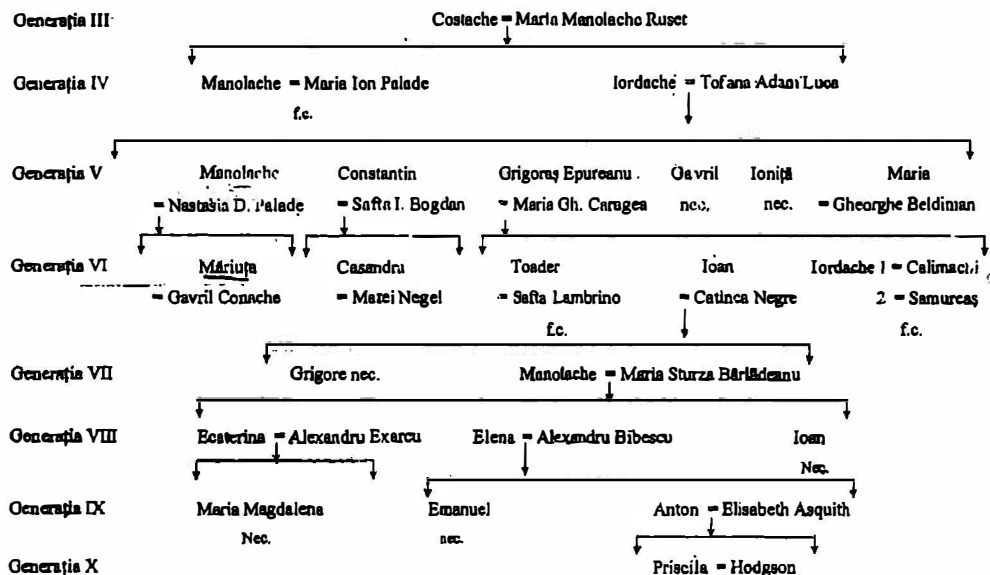 Generația III Costache = Maria Manolache Ruset
Generația IV Manolache = Maria Ion Palade Iordache = Tofana Adam Luca
f.c.
Generația V Manolache Constantin Grigoraș Epureanu Gavril Ioniță Maria
= Nastasia D. Palade = Safta I. Bogdan = Maria Gh. Caragea nec. nec. = Gheorghe Beldiman
Generația VI Măriuța Casandra Toader Ioan Iordache 1 = Calimachi
= Gavril Conache = Matei Negel = Safta Lambrino = Catinca Negre 2 = Samurcaș
f.c. f.c.
Generația VII Grigore nec. Manolache = Maria Sturza Bârlădeanu
Generația VIII Ecaterina = Alexandru Exarcu Elena = Alexandru Bibescu Ioan
Nec.
Generația IX Maria Magdalena Emanuel Anton = Elisabeth Asquith
Nec. nec.
Generația X Priscila = Hodgson